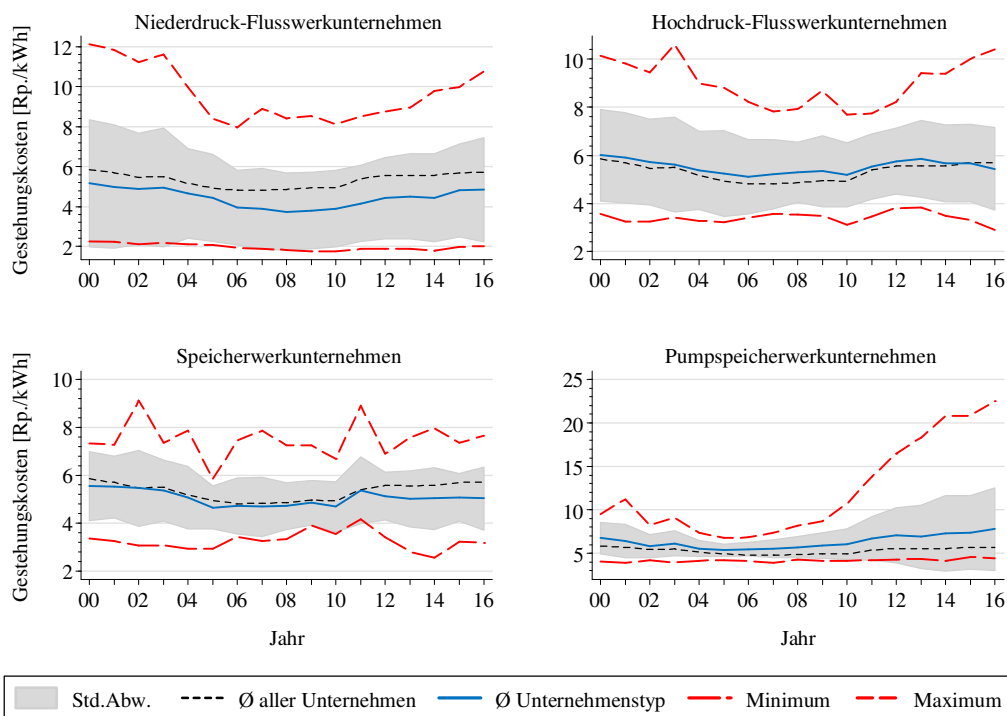 Niederdruck-Flusswerkunternehmen
Gestehungskosten [Rp./kWh]
12
10
8
6
4
2
00 02 04 06 08 10 12 14 16
Hochdruck-Flusswerkunternehmen
10
8
6
4
2
00 02 04 06 08 10 12 14 16
Speicherwerkunternehmen
Gestehungskosten [Rp./kWh]
10
8
6
4
2
00 02 04 06 08 10 12 14 16
Jahr
Pumpspeicherwerkunternehmen
25
20
15
10
5
00 02 04 06 08 10 12 14 16
Jahr
Std.Abw. Ø aller Unternehmen Ø Unternehmenstyp Minimum Maximum